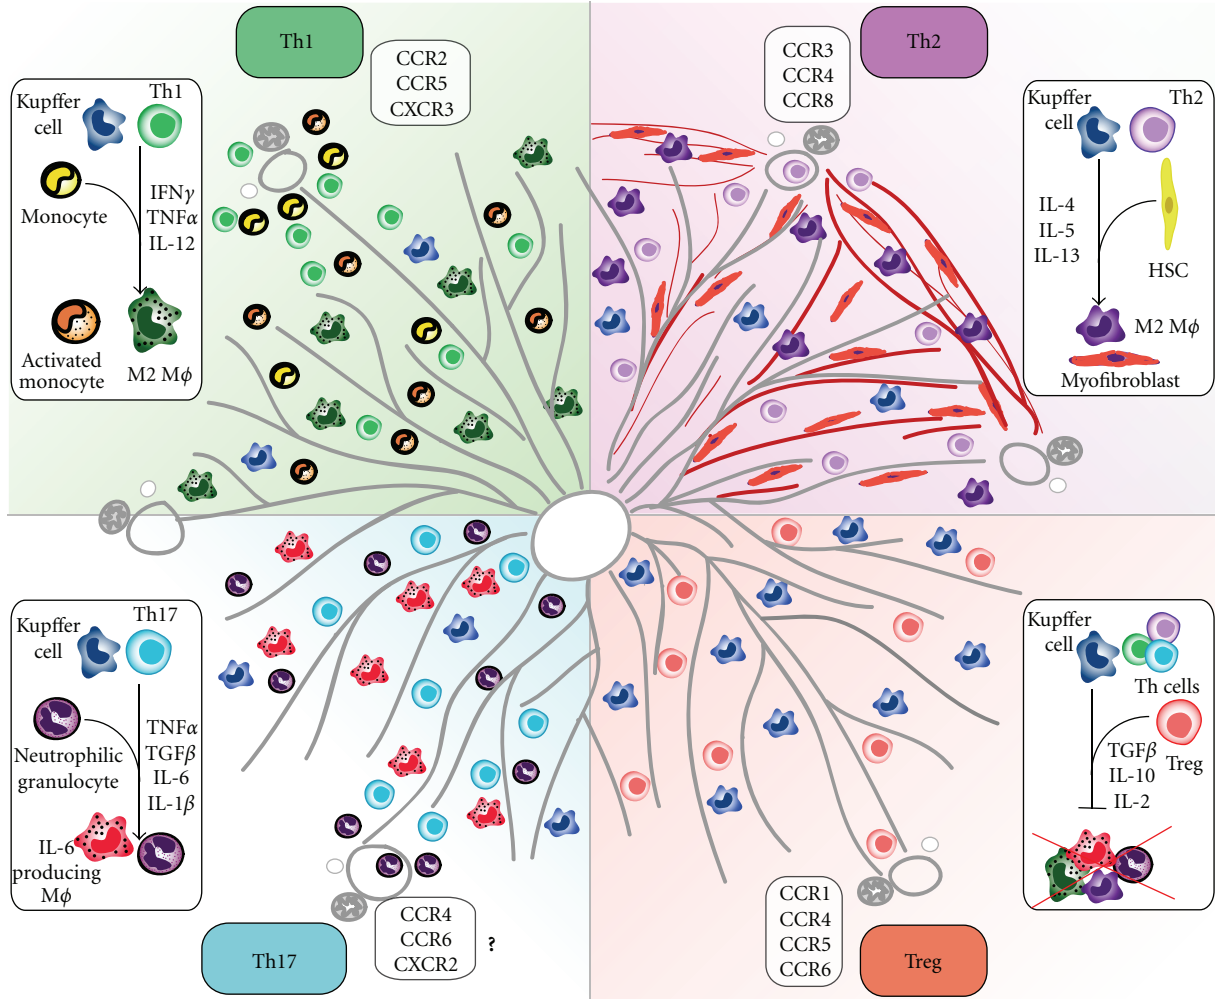 Th1
CCR2
CCR5
CXCR3
Kupffer
cell
Th1
Monocyte
IFNγ
TNFα
IL-12
Activated
monocyte
M2 Mϕ
Th2
CCR3
CCR4
CCR8
Kupffer
cell
Th2
IL-4
IL-5
IL-13
HSC
M2 Mϕ
Myofibroblast
Kupffer
cell
Th17
Neutrophilic
granulocyte
TNFα
TGFβ
IL-6
IL-1β
IL-6
producing
Mϕ
Th17
CCR4
CCR6
CXCR2
?
Kupffer
cell
Th cells
Treg
TGFβ
IL-10
IL-2
CCR1
CCR4
CCR5
CCR6
Treg